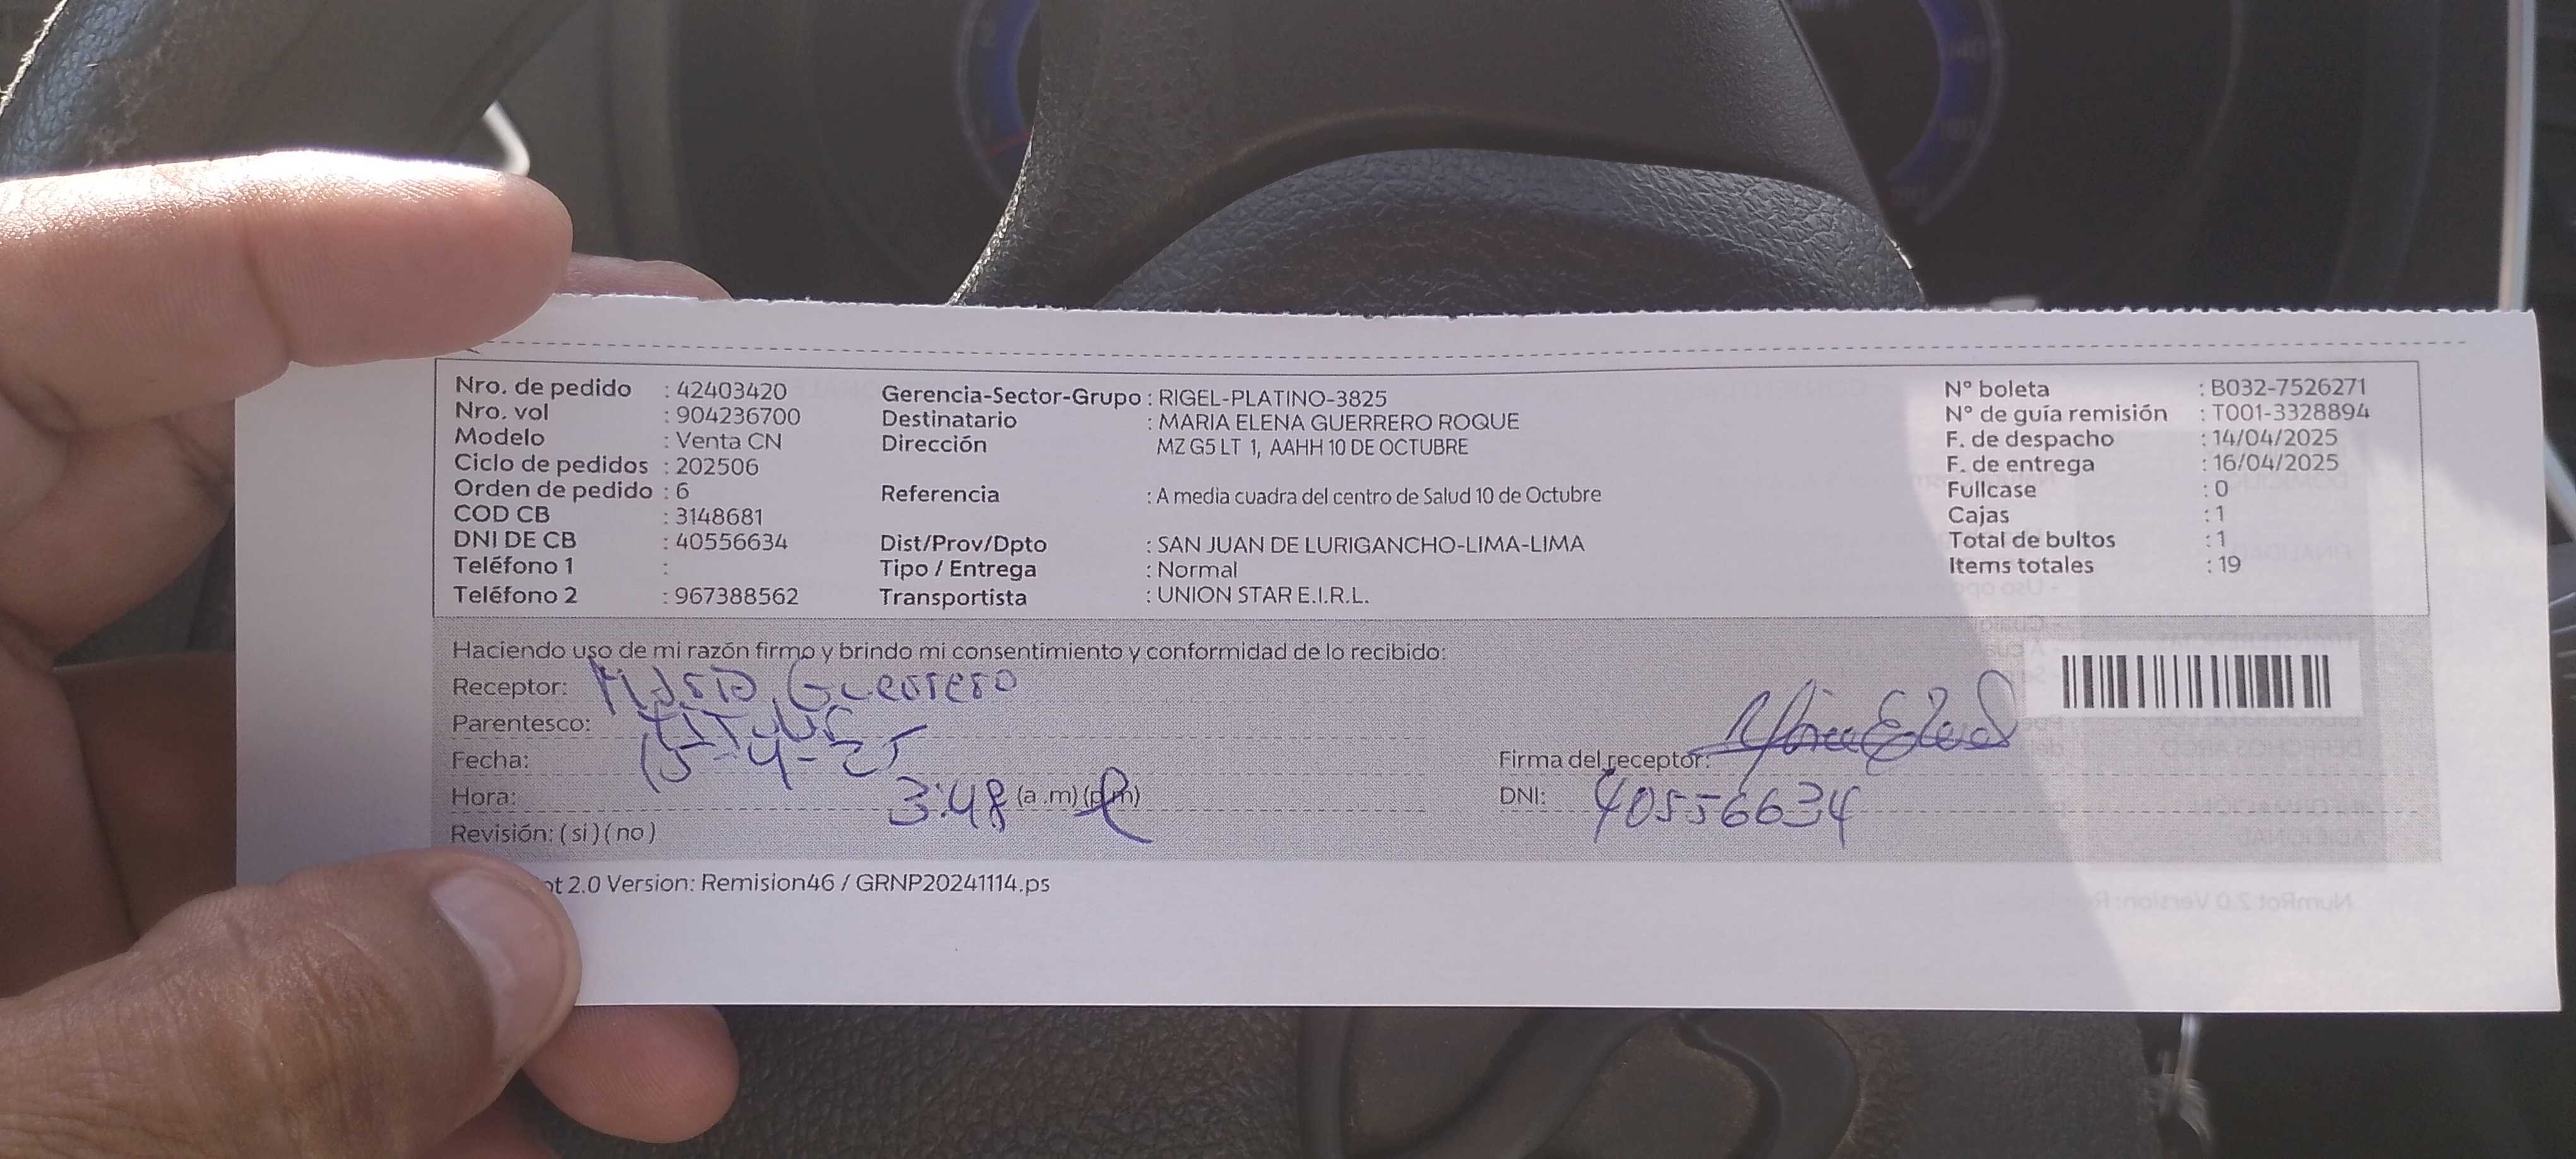 Nro. de pedido : 42403420
Nro. vol : 904236700
Modelo : Venta CN
Ciclo de pedidos : 202506
Orden de pedido : 6
COD CB : 3148681
DNI DE CB : 40556634
Teléfono 1 :
Teléfono 2 : 967388562
Gerencia-Sector-Grupo : RIGEL-PLATINO-3825
Destinatario : MARIA ELENA GUERRERO ROQUE
Dirección MZ G5 LT 1, AAHH 10 DE OCTUBRE
Referencia : A media cuadra del centro de Salud 10 de Octubre
Dist/Prov/Dpto : SAN JUAN DE LURIGANCHO-LIMA-LIMA
Tipo / Entrega : Normal
Transportista : UNION STAR E.I.R.L.
N° boleta : B032-7526271
N° de guía remisión : T001-3328894
F. de despacho : 14/04/2025
F. de entrega : 16/04/2025
Fullcase : 0
Cajas : 1
Total de bultos : 1
Items totales : 19
Haciendo uso de mi razón firmo y brindo mi consentimiento y conformidad de lo recibido:
Receptor: María Guerrero
Parentesco:
Fecha: 15-4-25
Hora: 3:48 (a .m) (p.m)
Revisión: (si) (no)
Firma del receptor:
DNI: 40556634
ot 2.0 Version: Remision46 / GRNP20241114.ps